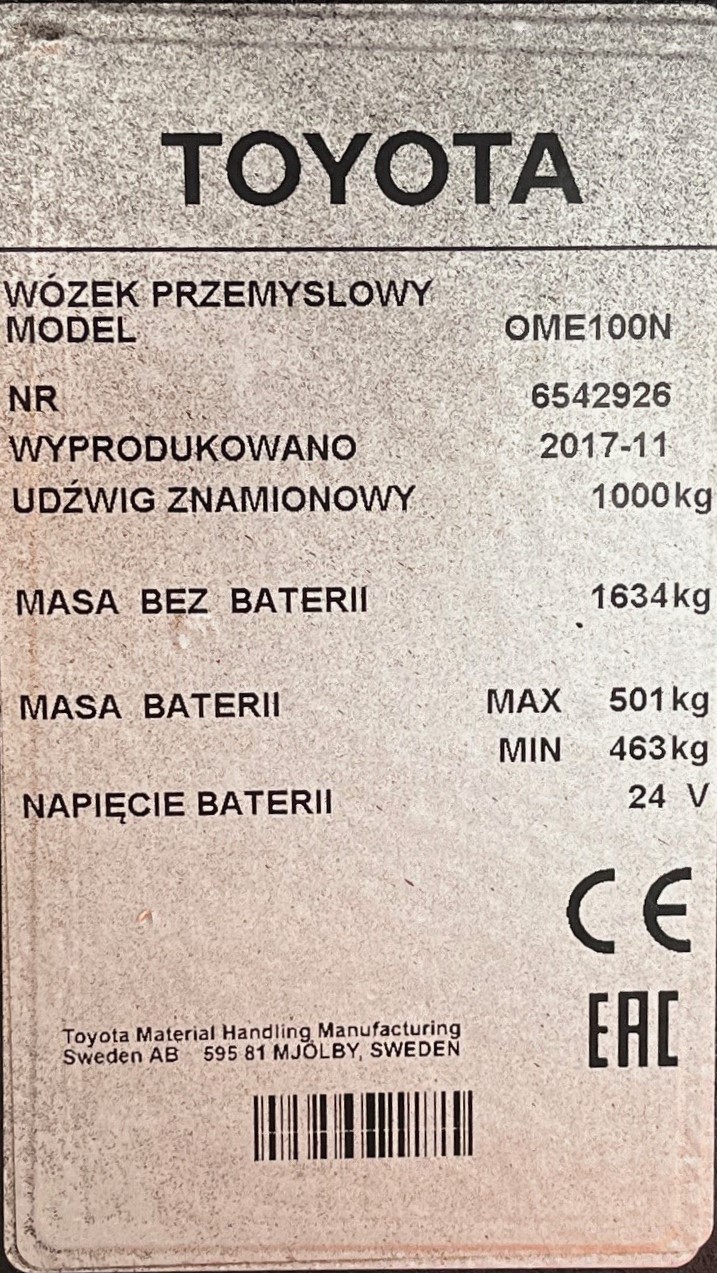 TOYOTA
WÓZEK PRZEMYSLOWY
MODEL OME100N
NR 6542926
WYPRODUKOWANO 2017-11
UDŹWIG ZNAMIONOWY 1000kg
MASA BEZ BATERII 1634kg
MASA BATERII MAX 501kg
MIN 463kg
NAPIĘCIE BATERII 24 V
CE
EAC
Toyota Material Handling Manufacturing
Sweden AB 595 81 MJÖLBY, SWEDEN